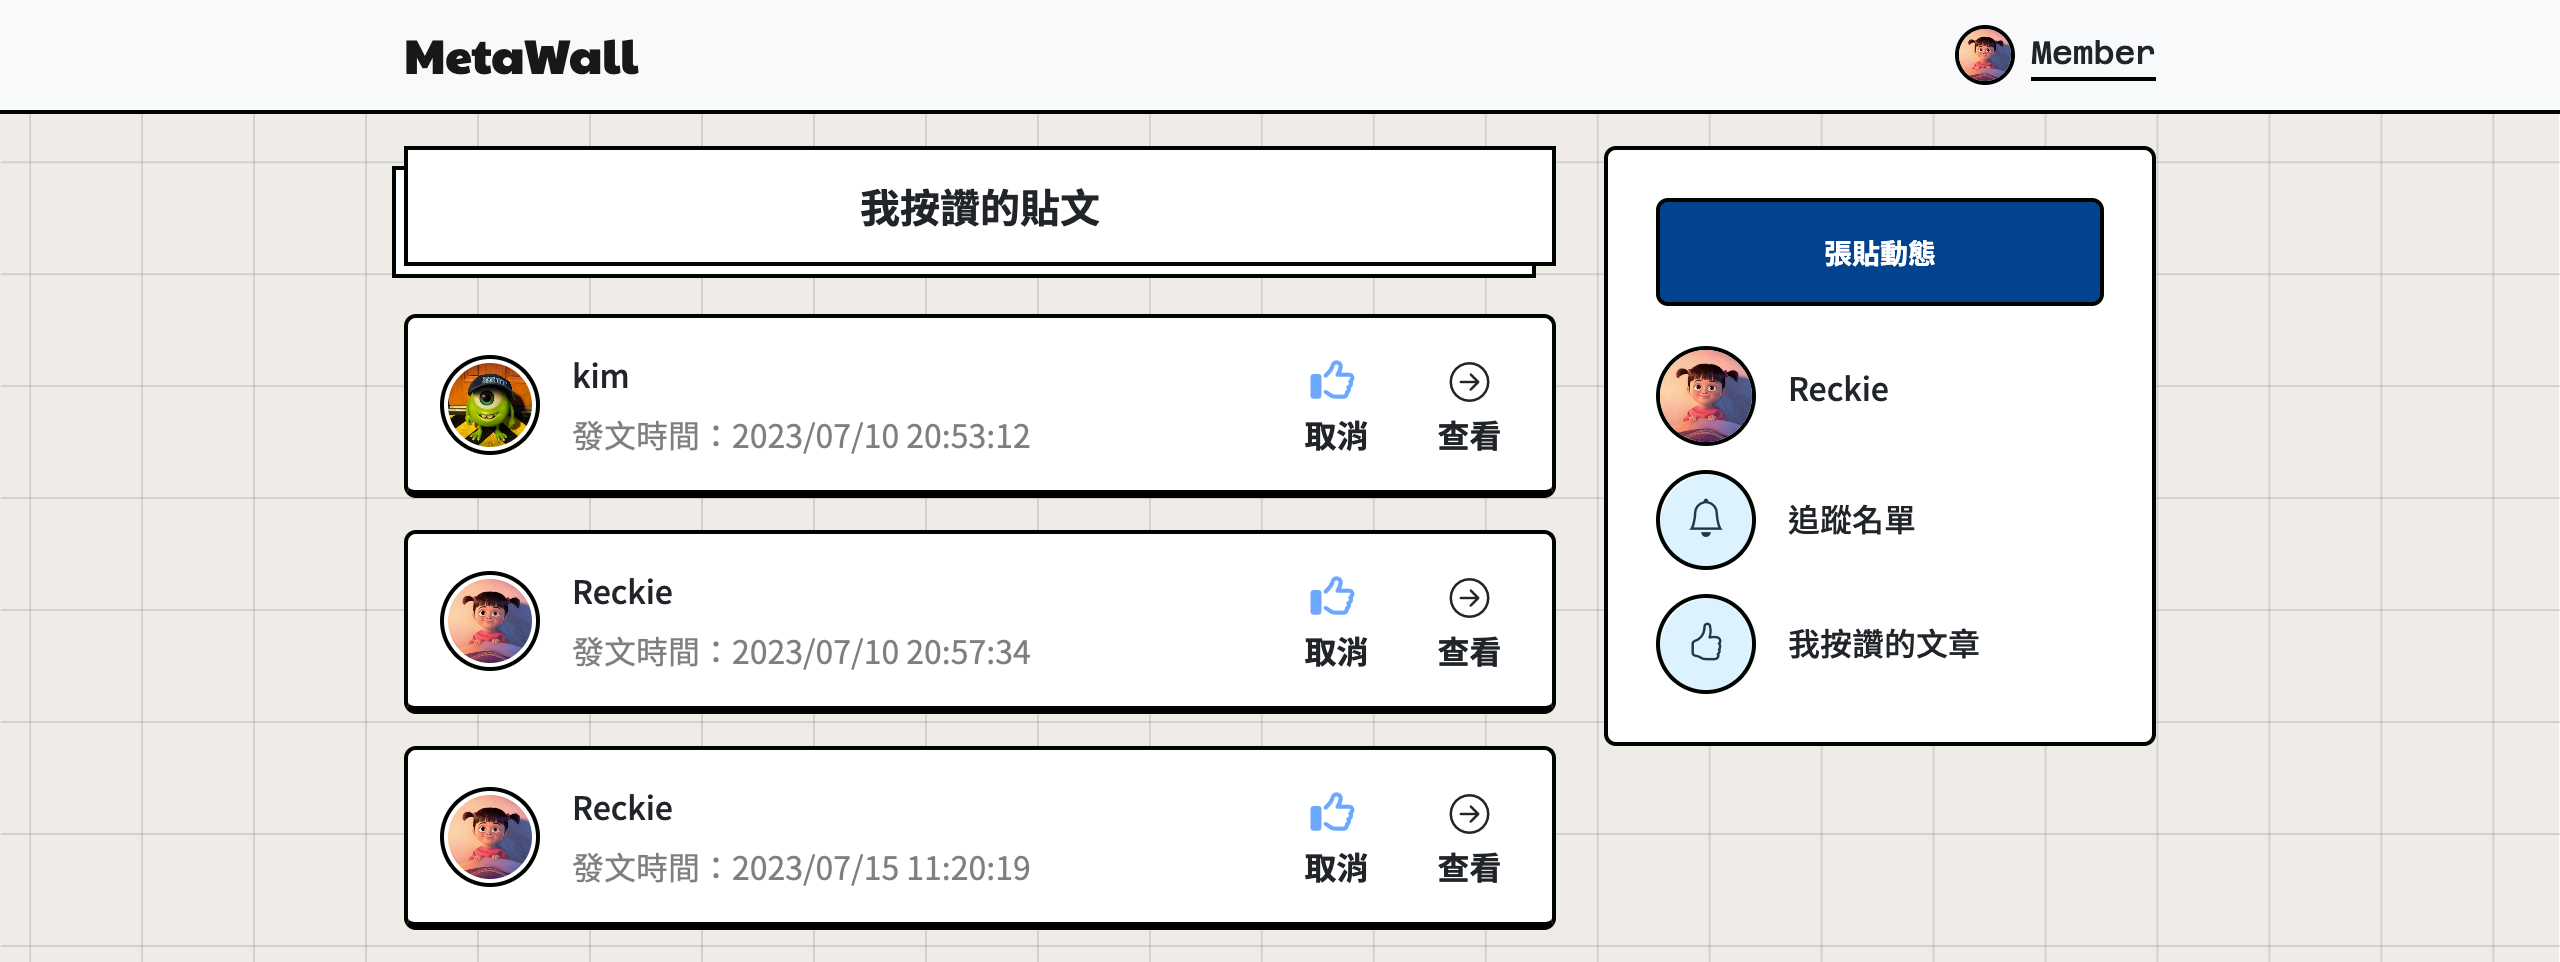 MetaWall
Member
我按讚的貼文
kim
發文時間：2023/07/10 20:53:12
取消
查看
Reckie
發文時間：2023/07/10 20:57:34
取消
查看
Reckie
發文時間：2023/07/15 11:20:19
取消
查看
張貼動態
Reckie
追蹤名單
我按讚的文章